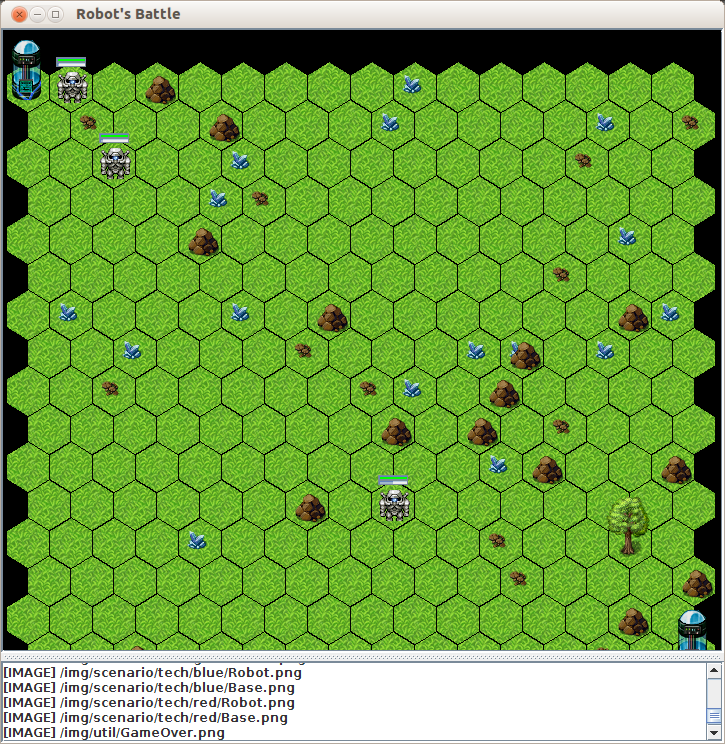 Robot's Battle
[IMAGE] /img/scenario/tech/blue/Robot.png
[IMAGE] /img/scenario/tech/blue/Base.png
[IMAGE] /img/scenario/tech/red/Robot.png
[IMAGE] /img/scenario/tech/red/Base.png
[IMAGE] /img/util/GameOver.png